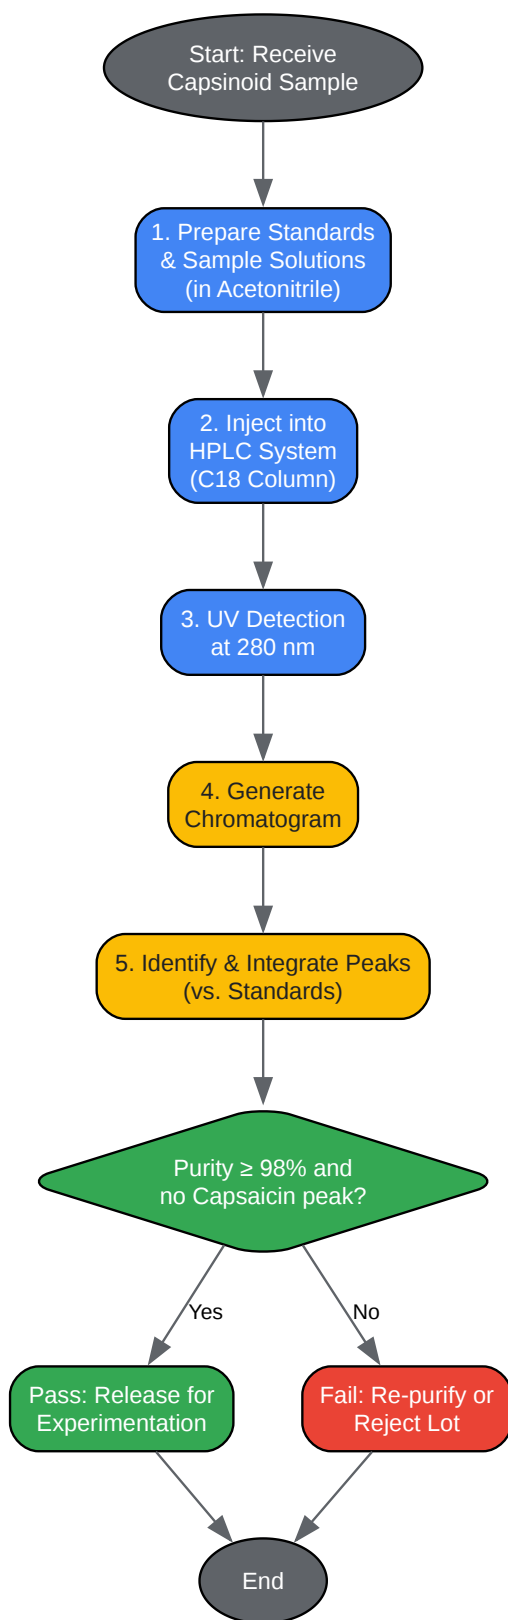 Start: Receive
Capsinoid Sample
1. Prepare Standards
& Sample Solutions
(in Acetonitrile)
2. Inject into
HPLC System
(C18 Column)
3. UV Detection
at 280 nm
4. Generate
Chromatogram
5. Identify & Integrate Peaks
(vs. Standards)
Purity ≥ 98% and
no Capsaicin peak?
Yes
No
Pass: Release for
Experimentation
Fail: Re-purify or
Reject Lot
End